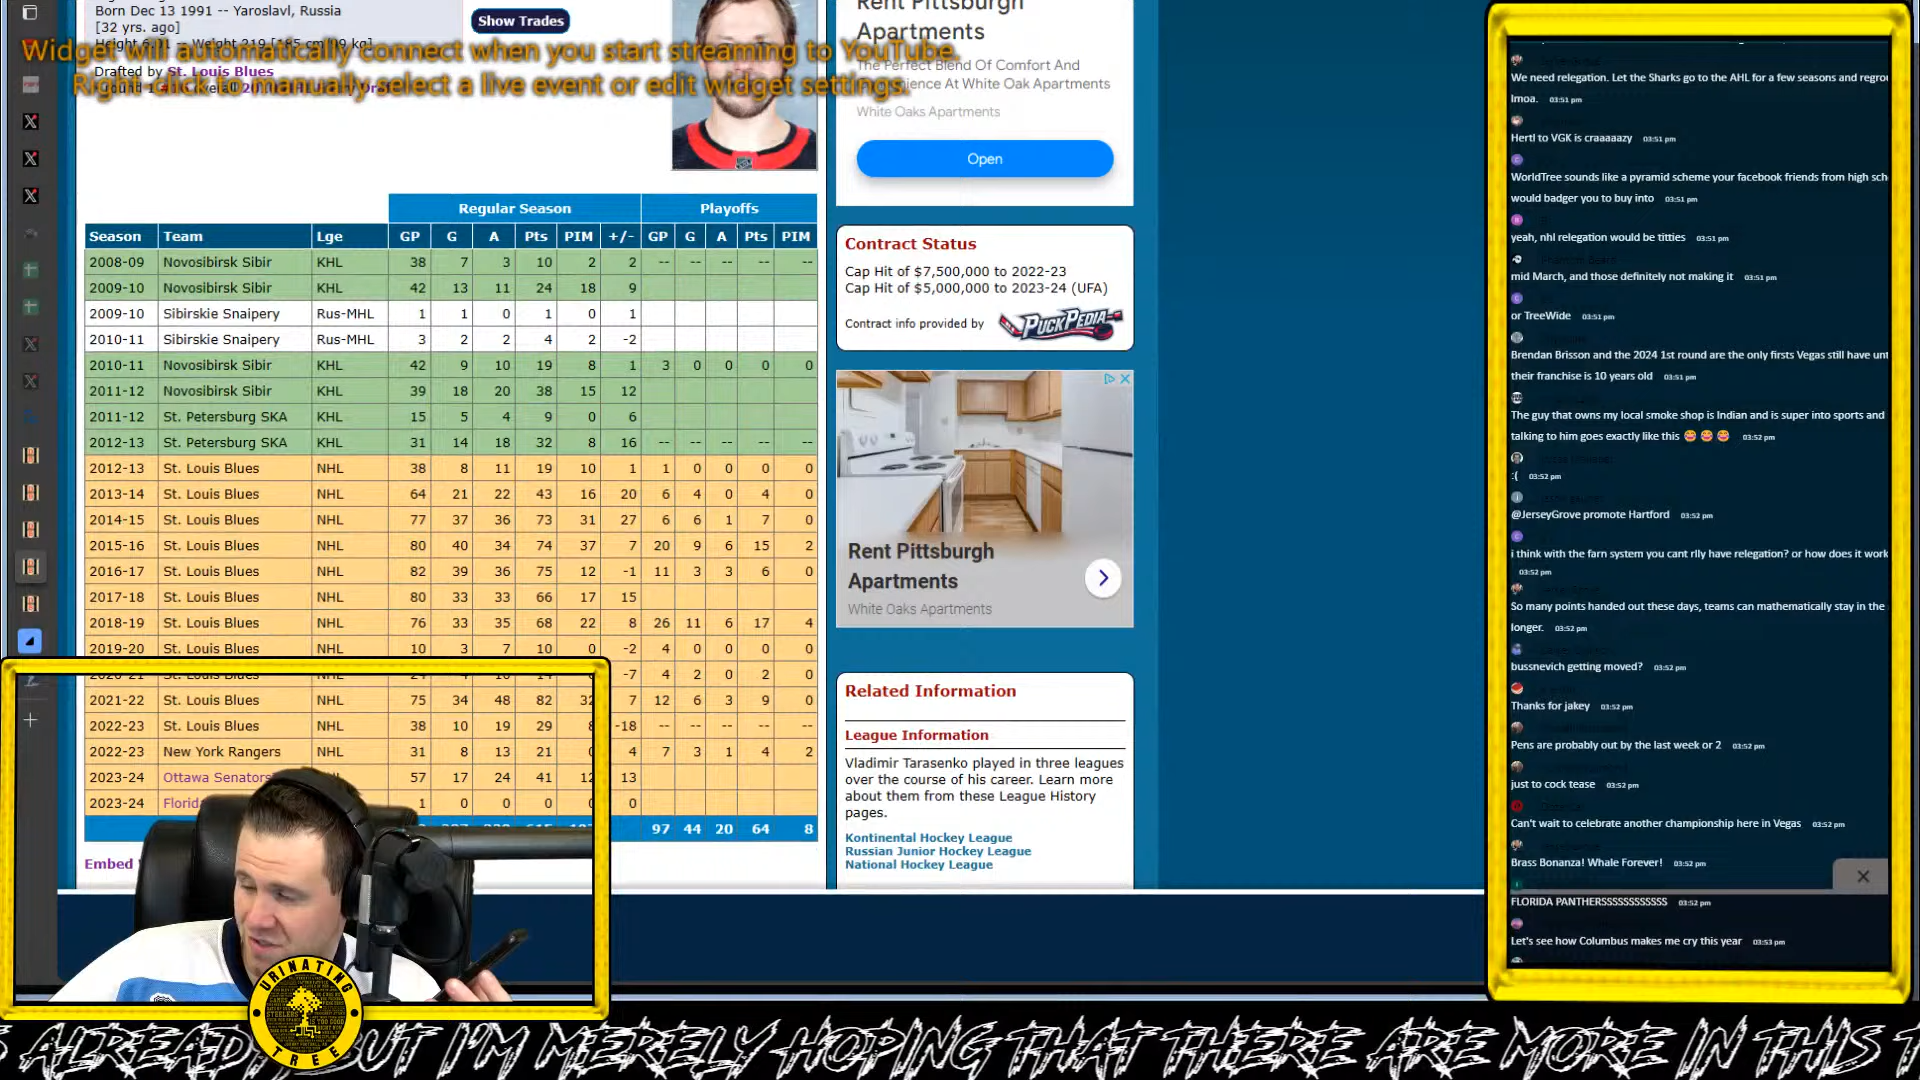 Born Dec 13 1991 -- Yaroslavl, Russia
[32 yrs. ago]
Widget will automatically connect when you start streaming to YouTube.
Right-click to manually select a live event or edit widget settings.
Drafted by St. Louis Blues
Show Trades
Regular Season Playoffs
Season Team Lge GP G A Pts PIM +/- GP G A Pts PIM
2008-09 Novosibirsk Sibir KHL 38 7 3 10 2 2 -- -- -- -- --
2009-10 Novosibirsk Sibir KHL 42 13 11 24 18 9
2009-10 Sibirskie Snaipery Rus-MHL 1 1 0 1 0 1
2010-11 Sibirskie Snaipery Rus-MHL 3 2 2 4 2 -2
2010-11 Novosibirsk Sibir KHL 42 9 10 19 8 1 3 0 0 0 0
2011-12 Novosibirsk Sibir KHL 39 18 20 38 15 12
2011-12 St. Petersburg SKA KHL 15 5 4 9 0 6
2012-13 St. Petersburg SKA KHL 31 14 18 32 8 16 -- -- -- -- --
2012-13 St. Louis Blues NHL 38 8 11 19 10 1 1 0 0 0 0
2013-14 St. Louis Blues NHL 64 21 22 43 16 20 6 4 0 4 0
2014-15 St. Louis Blues NHL 77 37 36 73 31 27 6 6 1 7 0
2015-16 St. Louis Blues NHL 80 40 34 74 37 7 20 9 6 15 2
2016-17 St. Louis Blues NHL 82 39 36 75 12 -1 11 3 3 6 0
2017-18 St. Louis Blues NHL 80 33 33 66 17 15
2018-19 St. Louis Blues NHL 76 33 35 68 22 8 26 11 6 17 4
2019-20 St. Louis Blues NHL 10 3 7 10 0 -2 4 0 0 0 0
St. Louis Blues NHL -7 4 2 0 2 0
2021-22 St. Louis Blues NHL 75 34 48 82 32 7 12 6 3 9 0
2022-23 St. Louis Blues NHL 38 10 19 29 -18 -- -- -- -- --
2022-23 New York Rangers NHL 31 8 13 21 0 4 7 3 1 4 2
2023-24 Ottawa Senators 57 17 24 41 12 13
2023-24 Florida 1 0 0 0 0 0
97 44 20 64 8
Embed
Rent Pittsburgh
Apartments
The Perfect Blend Of Comfort And
At White Oak Apartments
White Oaks Apartments
Open
Contract Status
Cap Hit of $7,500,000 to 2022-23
Cap Hit of $5,000,000 to 2023-24 (UFA)
Contract info provided by PUCKPEDIA
Rent Pittsburgh
Apartments
White Oaks Apartments
Related Information
League Information
Vladimir Tarasenko played in three leagues
over the course of his career. Learn more
about them from these League History
pages.
Kontinental Hockey League
Russian Junior Hockey League
National Hockey League
We need relegation. Let the Sharks go to the AHL for a few seasons and regrou
lmoa. 03:51 pm
Hertl to VGK is craaaaazy 03:51 pm
WorldTree sounds like a pyramid scheme your facebook friends from high sch
would badger you to buy into 03:51 pm
yeah, nhl relegation would be titties 03:51 pm
mid March, and those definitely not making it 03:51 pm
or TreeWide 03:51 pm
Brendan Brisson and the 2024 1st round are the only firsts Vegas still have unt
their franchise is 10 years old 03:51 pm
The guy that owns my local smoke shop is Indian and is super into sports and
talking to him goes exactly like this 😂 😂 😂 03:52 pm
:( 03:52 pm
@JerseyGrove promote Hartford 03:52 pm
i think with the farn system you cant rlly have relegation? or how does it work
03:52 pm
So many points handed out these days, teams can mathematically stay in the
longer. 03:52 pm
bussnevich getting moved? 03:52 pm
Thanks for jakey 03:52 pm
Pens are probably out by the last week or 2 03:52 pm
just to cock tease 03:52 pm
Can't wait to celebrate another championship here in Vegas 03:52 pm
Brass Bonanza! Whale Forever! 03:52 pm
FLORIDA PANTHERSSSSSSSSSSSS 03:52 pm
Let's see how Columbus makes me cry this year 03:53 pm
URINATING
TREE
ALREADY, BUT I'M MERELY HOPING THAT THERE ARE MORE IN THIS